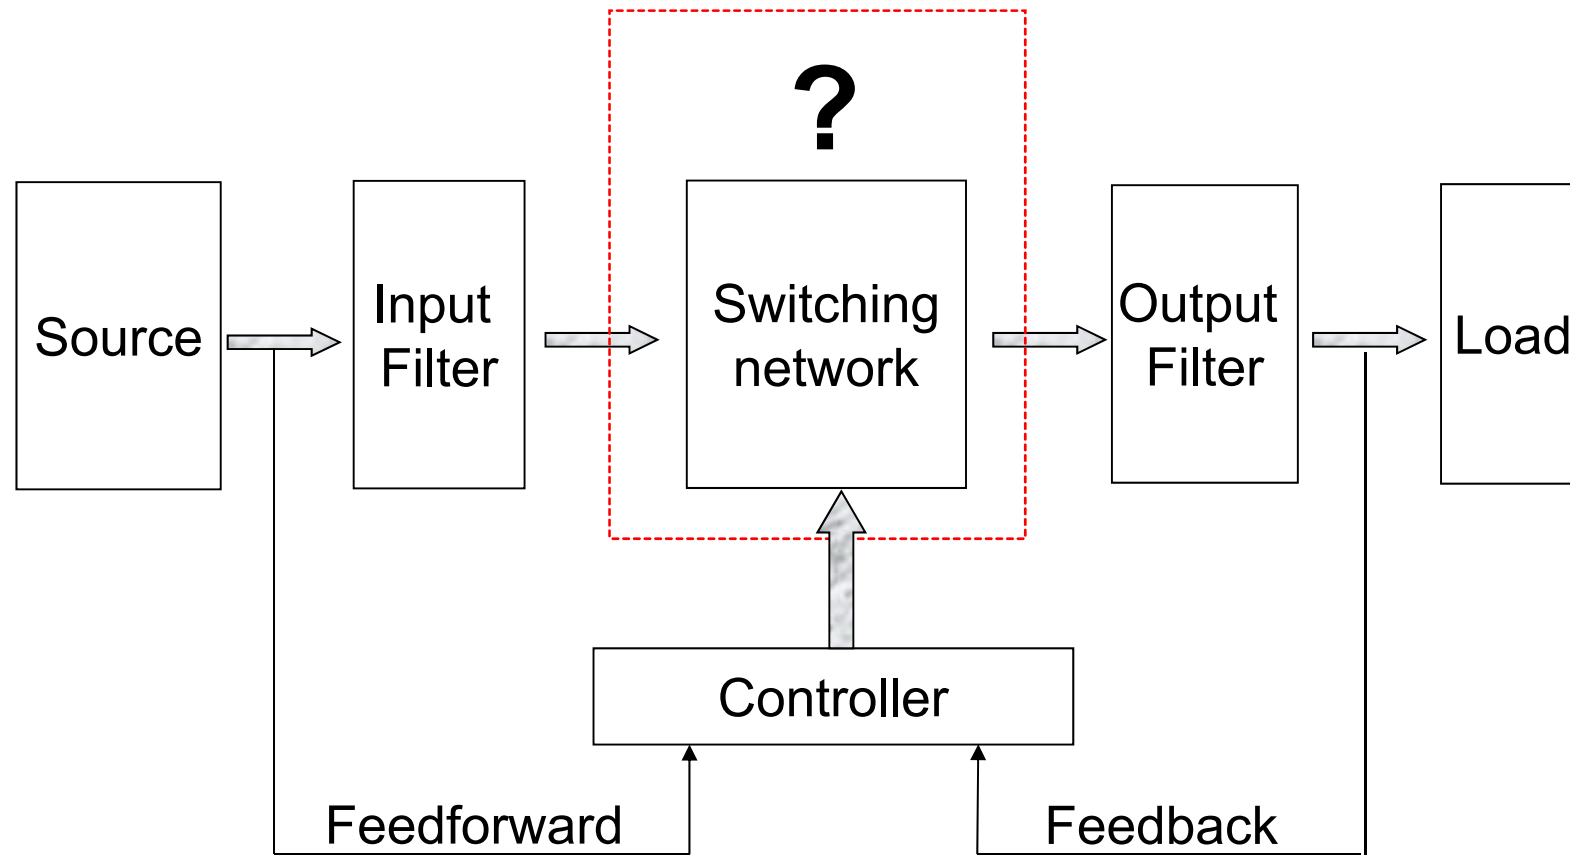 ?
Source
Input
Filter
Switching
network
Output
Filter
Load
Controller
Feedforward
Feedback